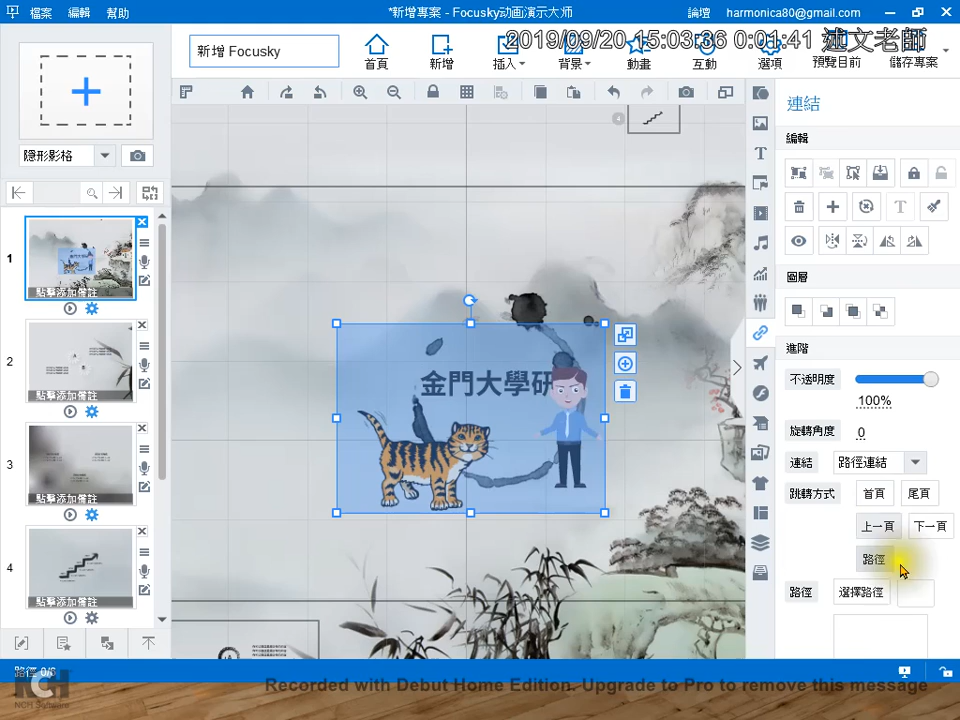 檔案 編輯 幫助 *新增專案 - Focusky动画演示大师 論壇 harmonica80@gmail.com
2019/09/20 15:03:36 0:01:41 述文老師
新增 Focusky 首頁 新增 插入 背景 動畫 互動 選項 預覽目前 儲存專案
隱形影格
連結
編輯
圖層
進階
不透明度
100%
旋轉角度 0
連結 路徑連結
跳轉方式 首頁 尾頁
上一頁 下一頁
路徑
路徑 選擇路徑
1
點擊添加備註
2
點擊添加備註
3
點擊添加備註
4
點擊添加備註
4
金門大學研
路徑 0/6
NCH
NCH Software
Recorded with Debut Home Edition. Upgrade to Pro to remove this message